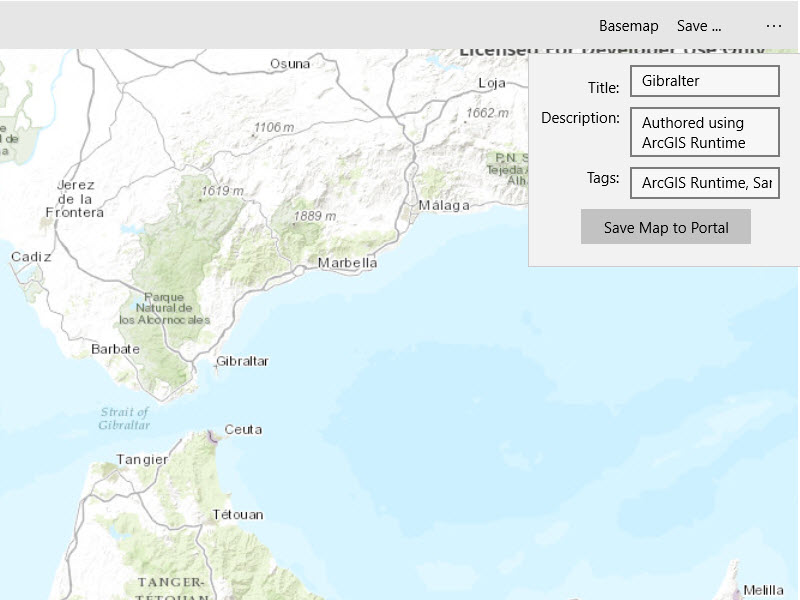 Basemap Save ... ...
Licensed For Developer Use Only
Title: Gibralter
Description: Authored using
ArcGIS Runtime
Tags: ArcGIS Runtime, Sar
Save Map to Portal
Osuna
Loja
1662 m
1106 m
P.N. S
Tejeda
Alh
1619 m
Jerez
de la
Frontera
1889 m
Málaga
Cadiz
Marbella
Parque
Natural de
los Alcornocales
Barbate
Gibraltar
Strait of
Gibraltar
Ceuta
Tangier
Tétouan
TANGER-
TETOUAN
Melilla